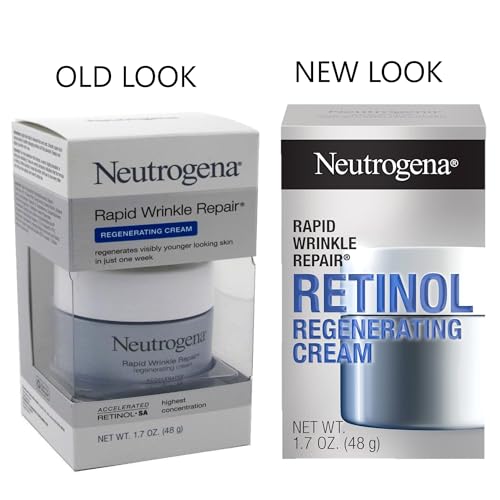 OLD LOOK
NEW LOOK
Neutrogena®
Rapid Wrinkle Repair®
REGENERATING CREAM
regenerates visibly younger looking skin
in just one week
Neutrogena®
Rapid Wrinkle Repair®
regenerating cream
ACCELERATED
RETINOL-SA
highest
concentration
NET WT. 1.7 OZ. (48 g)
Neutrogena®
RAPID
WRINKLE
REPAIR®
RETINOL
REGENERATING
CREAM
NET WT.
1.7 OZ. (48 g)